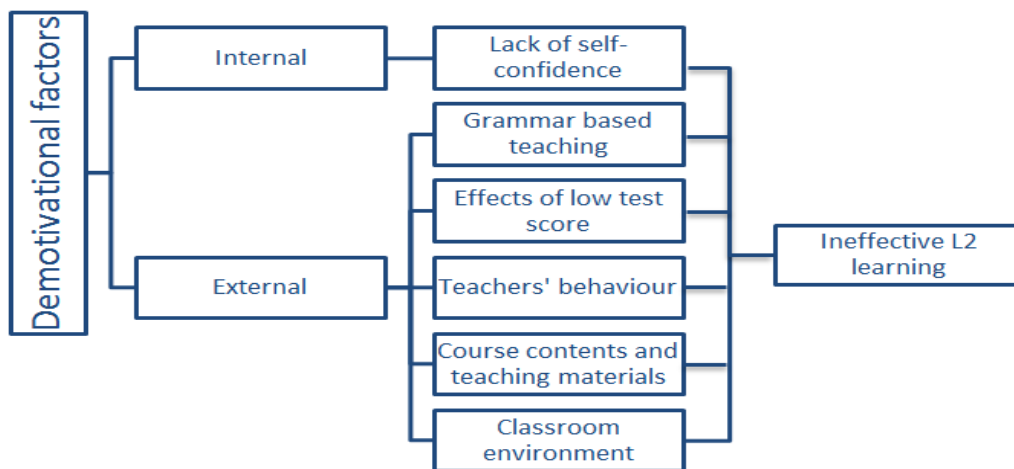 Demotivational factors
Internal
External
Lack of self-
confidence
Grammar based
teaching
Effects of low test
score
Teachers' behaviour
Course contents and
teaching materials
Classroom
environment
Ineffective L2
learning